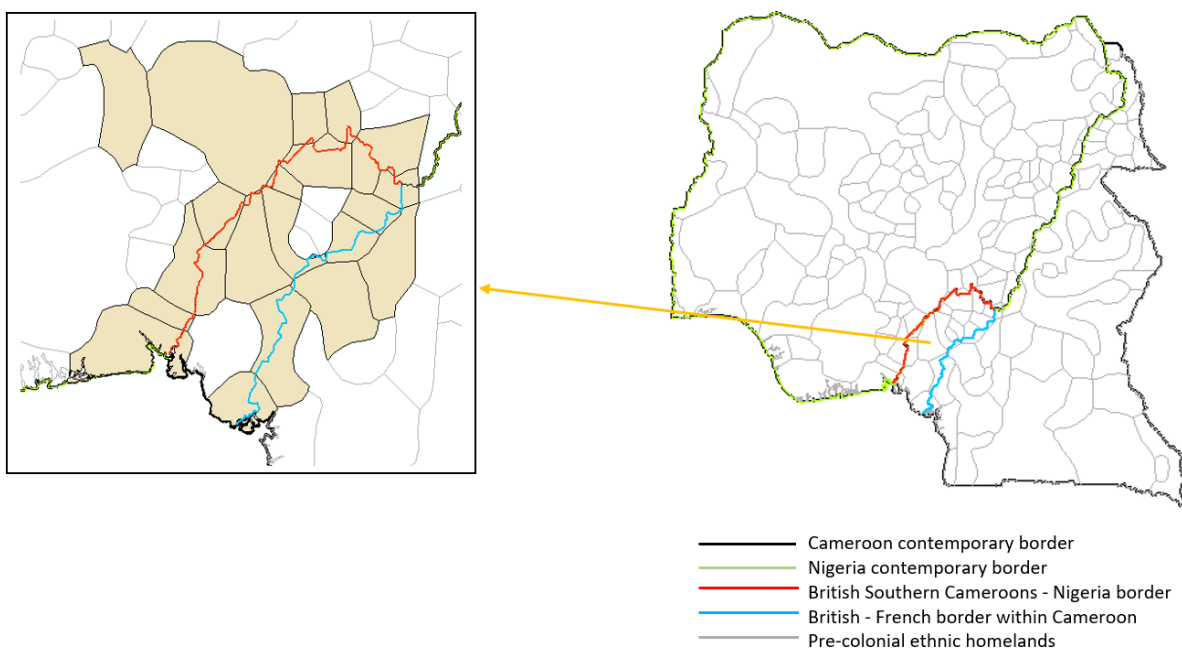 Cameroon contemporary border
Nigeria contemporary border
British Southern Cameroons - Nigeria border
British - French border within Cameroon
Pre-colonial ethnic homelands